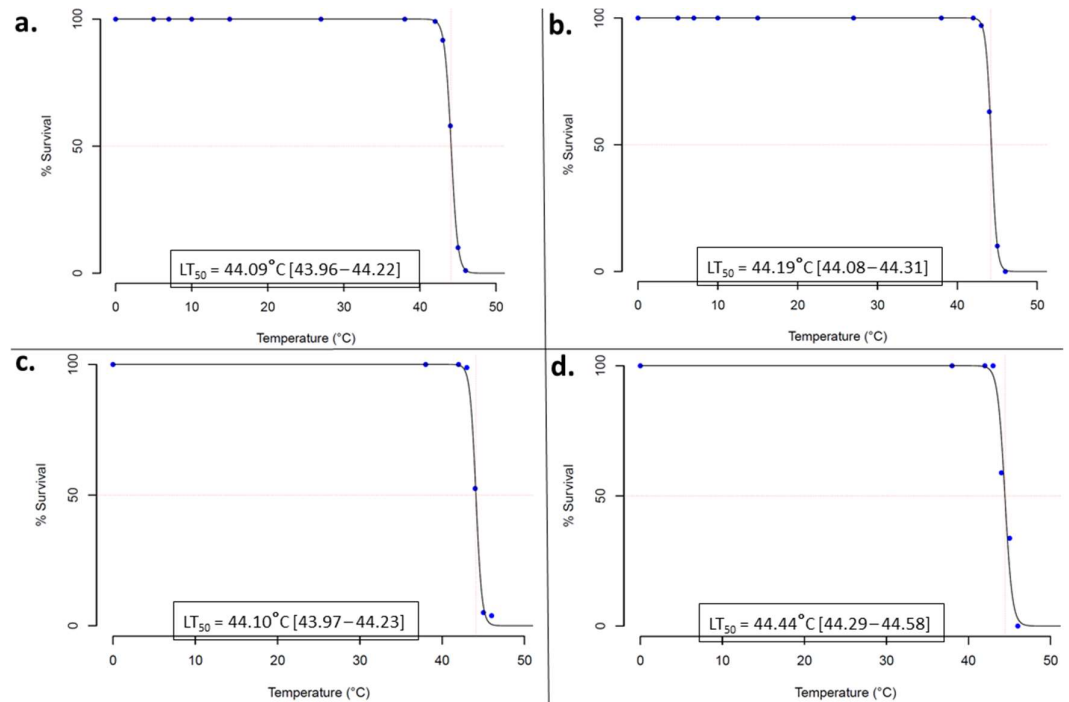 a.
100
50
0
% Survival
LT50 = 44.09°C [43.96–44.22]
0 10 20 30 40 50
Temperature (°C)
b.
100
50
0
% Survival
LT50 = 44.19°C [44.08–44.31]
0 10 20 30 40 50
Temperature (°C)
c.
100
50
0
% Survival
LT50 = 44.10°C [43.97–44.23]
0 10 20 30 40 50
Temperature (°C)
d.
100
50
0
% Survival
LT50 = 44.44°C [44.29–44.58]
0 10 20 30 40 50
Temperature (°C)